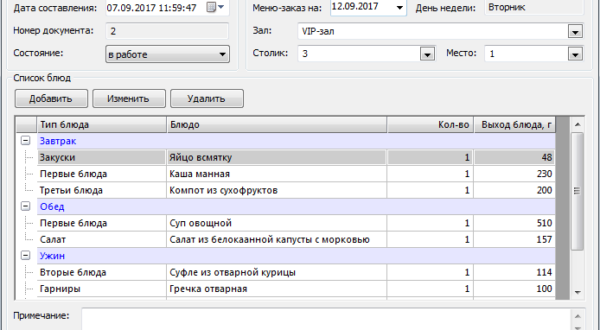 Дата составления: 07.09.2017 11:59:47 Меню-заказ на: 12.09.2017 День недели: Вторник
Номер документа: 2 Зал: VIP-зал
Состояние: в работе Столик: 3 Место: 1
Список блюд
Добавить Изменить Удалить
Тип блюда Блюдо Кол-во Выход блюда, г
Завтрак
Закуски Яйцо всмятку 1 48
Первые блюда Каша манная 1 230
Третьи блюда Компот из сухофруктов 1 200
Обед
Первые блюда Суп овощной 1 510
Салат Салат из белокаанной капусты с морковью 1 157
Ужин
Вторые блюда Суфле из отварной курицы 1 114
Гарниры Гречка отварная 1 100
Примечание: